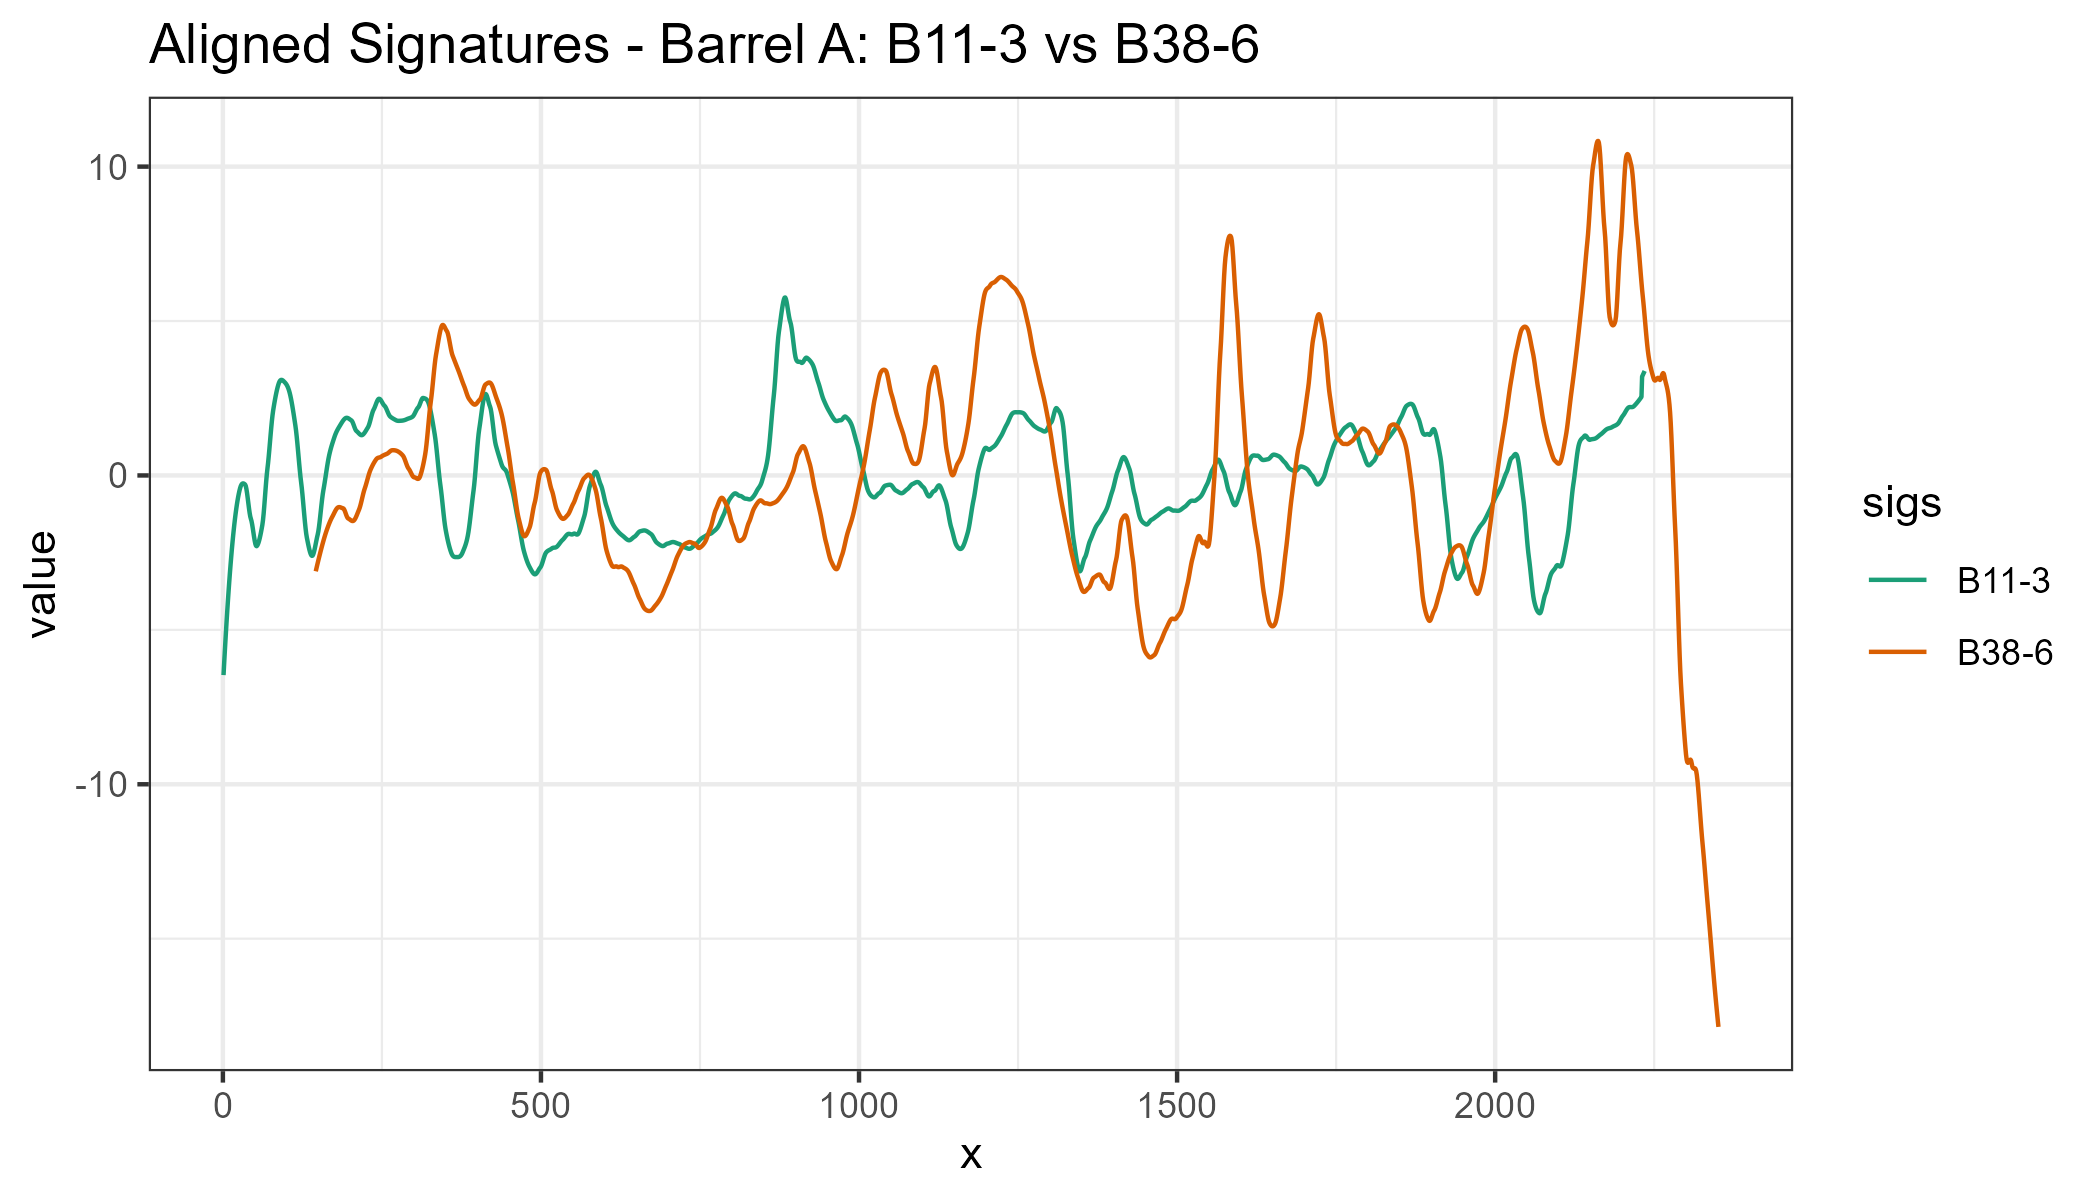 Aligned Signatures - Barrel A: B11-3 vs B38-6
10
0
-10
value
0 500 1000 1500 2000
x
sigs
B11-3
B38-6